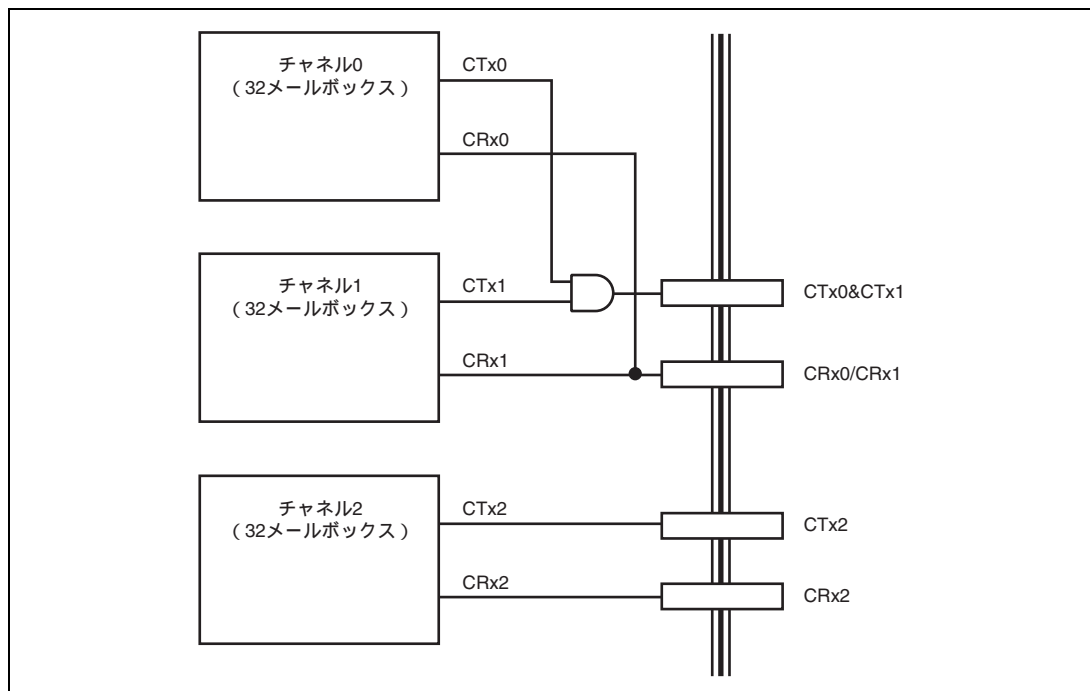 チャネル0
（32メールボックス）
CTx0
CRx0
チャネル1
（32メールボックス）
CTx1
CRx1
CTx0&CTx1
CRx0/CRx1
チャネル2
（32メールボックス）
CTx2
CRx2
CTx2
CRx2